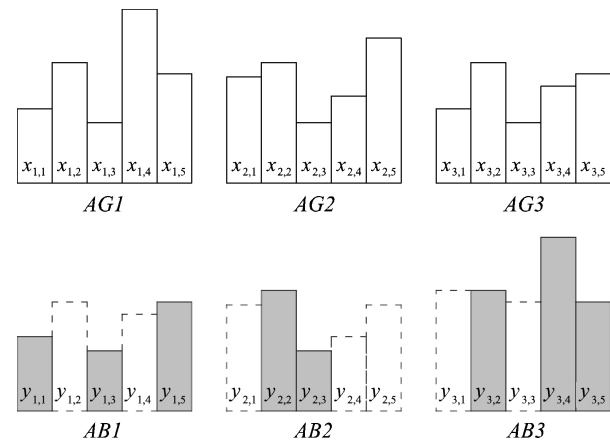 x1,1 x1,2 x1,3 x1,4 x1,5 x2,1 x2,2 x2,3 x2,4 x2,5 x3,1 x3,2 x3,3 x3,4 x3,5
AG1 AG2 AG3
y1,1 y1,2 y1,3 y1,4 y1,5 y2,1 y2,2 y2,3 y2,4 y2,5 y3,1 y3,2 y3,3 y3,4 y3,5
AB1 AB2 AB3